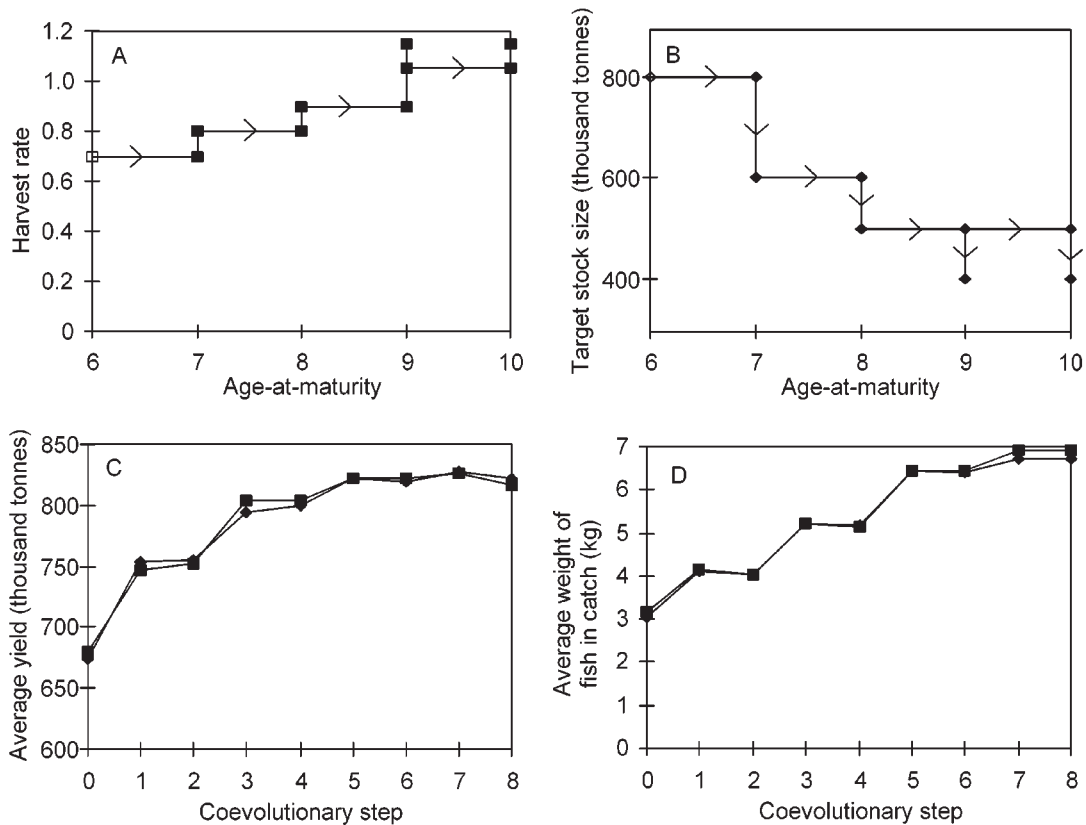 A
Harvest rate
1.2
1.0
0.8
0.6
0.4
0.2
0
6 7 8 9 10
Age-at-maturity
B
Target stock size (thousand tonnes)
800
600
400
6 7 8 9 10
Age-at-maturity
C
Average yield (thousand tonnes)
850
800
750
700
650
600
0 1 2 3 4 5 6 7 8
Coevolutionary step
D
Average weight of
fish in catch (kg)
7
6
5
4
3
2
1
0
0 1 2 3 4 5 6 7 8
Coevolutionary step